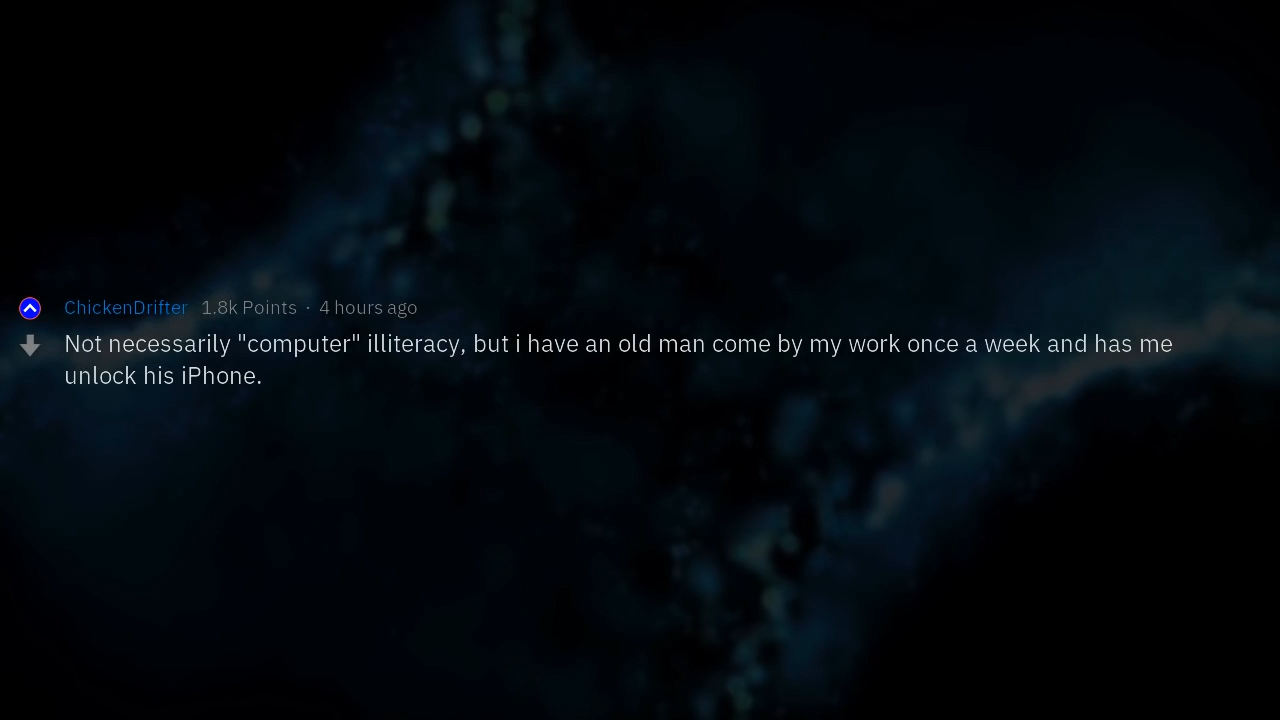 ChickenDrifter 1.8k Points · 4 hours ago
Not necessarily "computer" illiteracy, but i have an old man come by my work once a week and has me
unlock his iPhone.